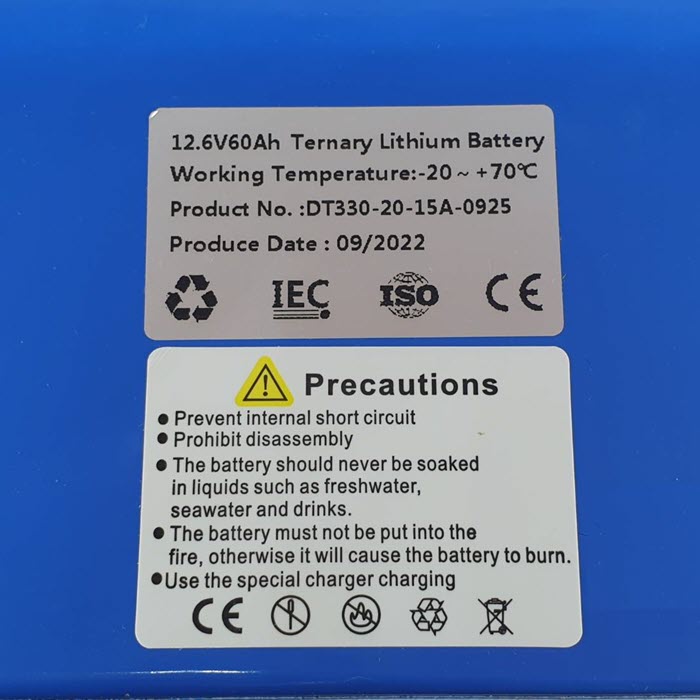 12.6V60Ah Ternary Lithium Battery
Working Temperature:-20 ~ +70℃
Product No. :DT330-20-15A-0925
Produce Date : 09/2022
IEC ISO CE
Precautions
● Prevent internal short circuit
● Prohibit disassembly
● The battery should never be soaked
in liquids such as freshwater,
seawater and drinks.
● The battery must not be put into the
fire, otherwise it will cause the battery to burn.
●Use the special charger charging
CE